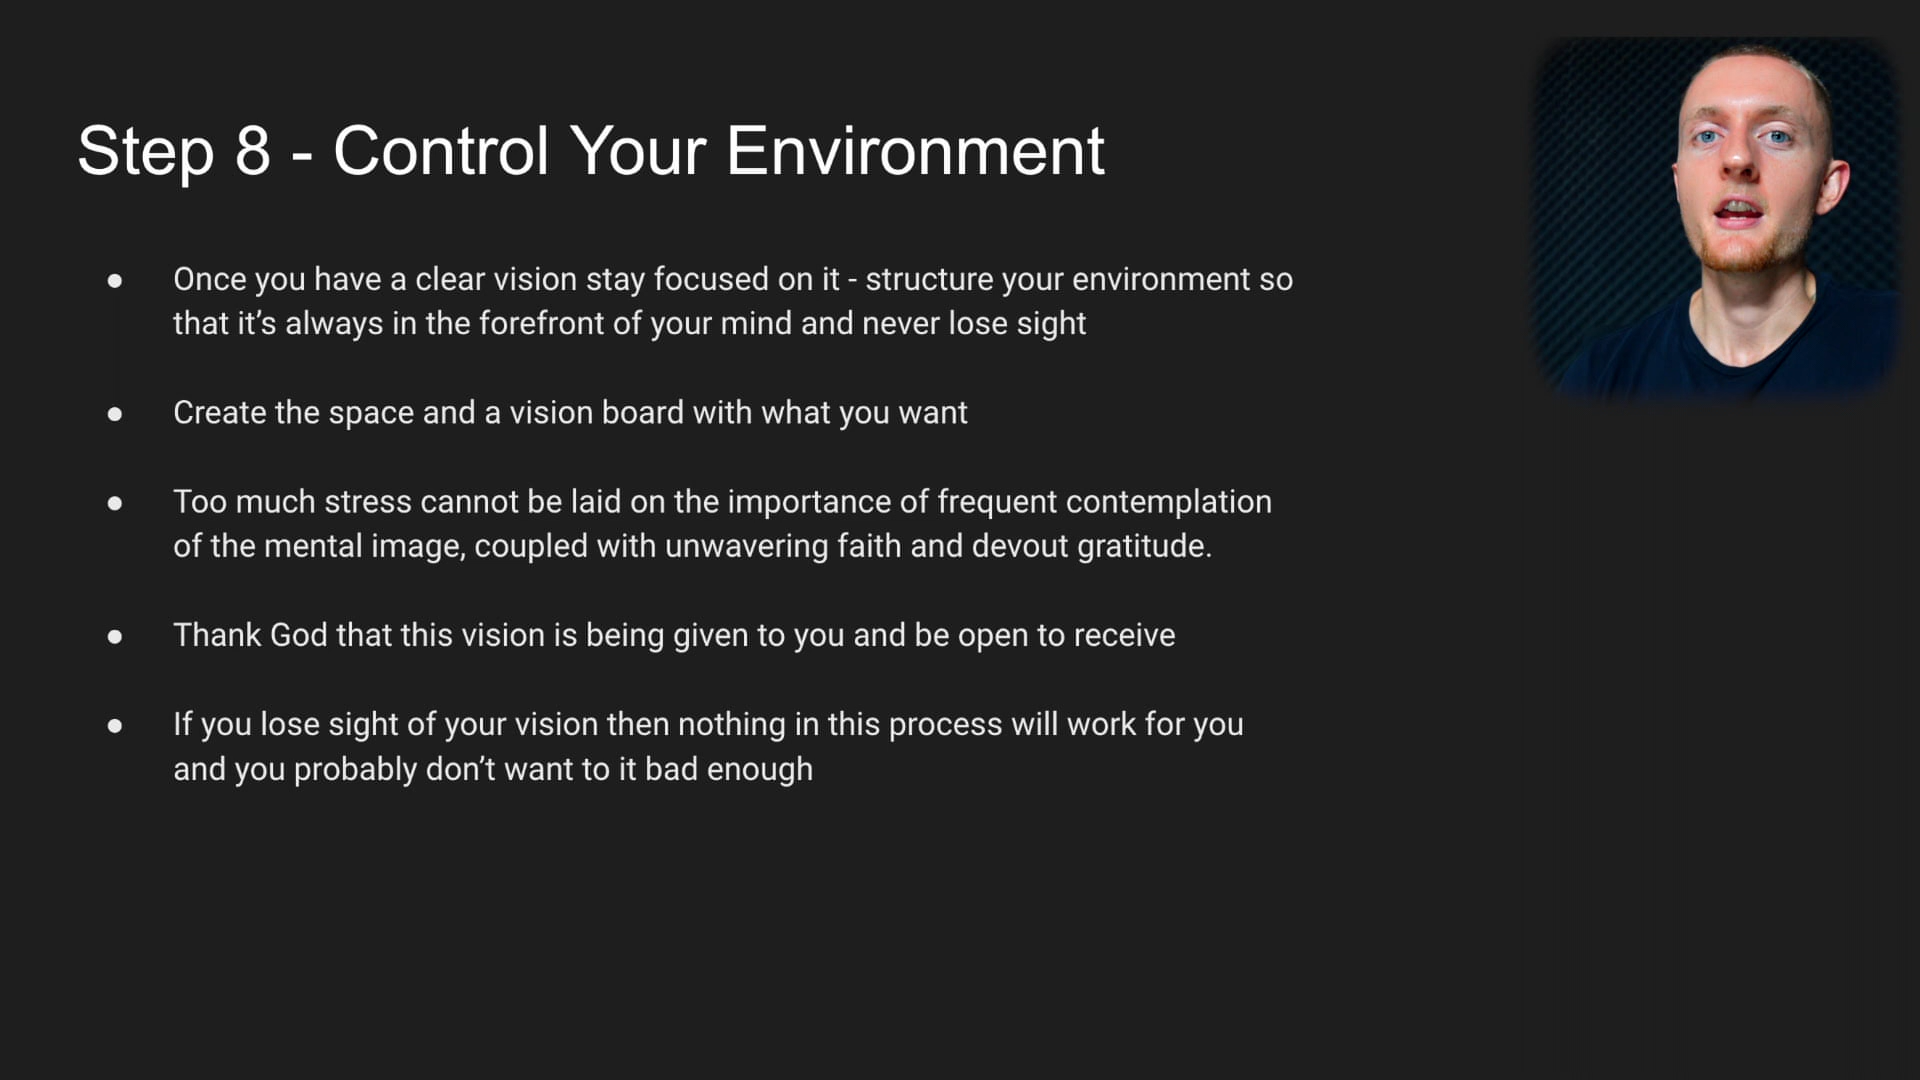 Step 8 - Control Your Environment
● Once you have a clear vision stay focused on it - structure your environment so
that it’s always in the forefront of your mind and never lose sight
● Create the space and a vision board with what you want
● Too much stress cannot be laid on the importance of frequent contemplation
of the mental image, coupled with unwavering faith and devout gratitude.
● Thank God that this vision is being given to you and be open to receive
● If you lose sight of your vision then nothing in this process will work for you
and you probably don’t want to it bad enough